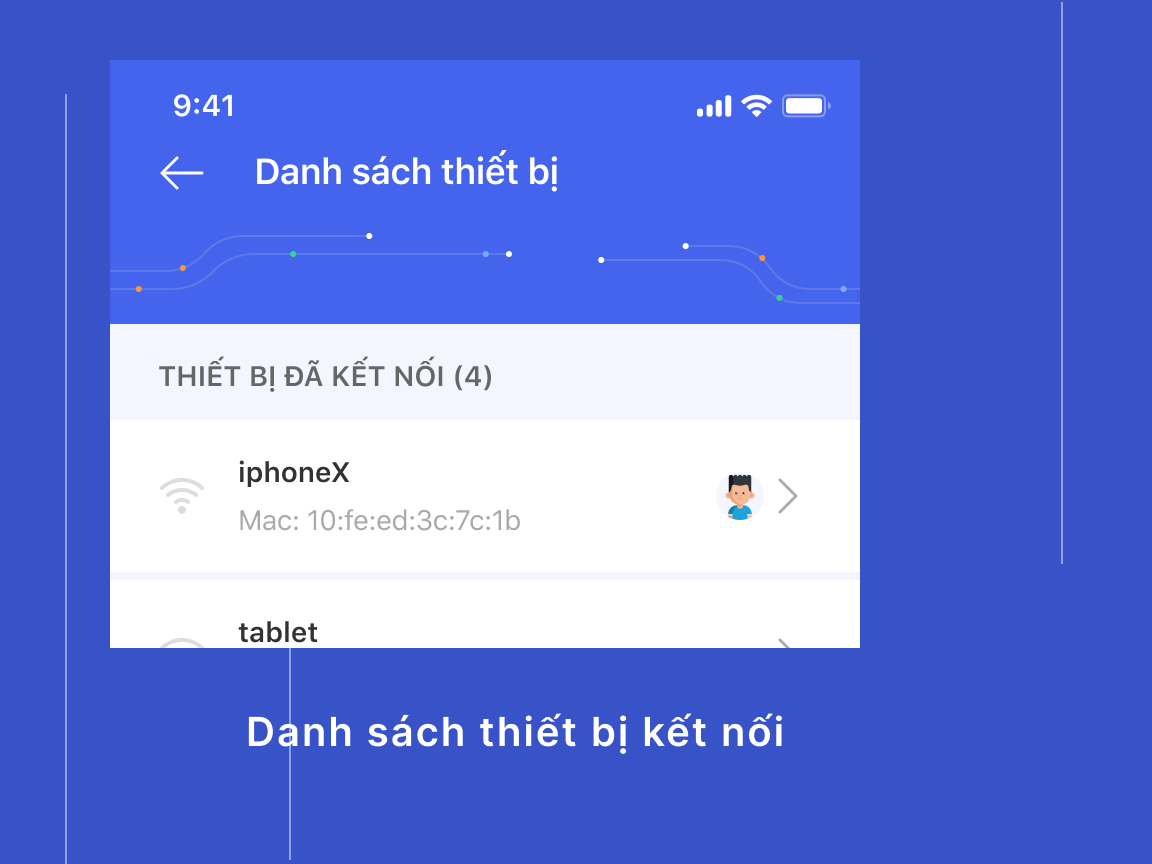 9:41
Danh sách thiết bị
THIẾT BỊ ĐÃ KẾT NỐI (4)
iphoneX
Mac: 10:fe:ed:3c:7c:1b
tablet
Danh sách thiết bị kết nối